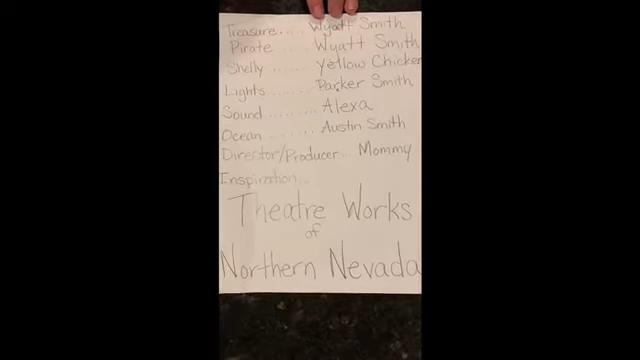 Treasure.... Wyatt Smith
Pirate Wyatt Smith
Shelly ...... Yellow Chicken
Lights....... Parker Smith
Sound ........ Alexa
Ocean ....... Austin Smith
Director/Producer... Mommy
Inspiration...
Theatre Works
of
Northern Nevada